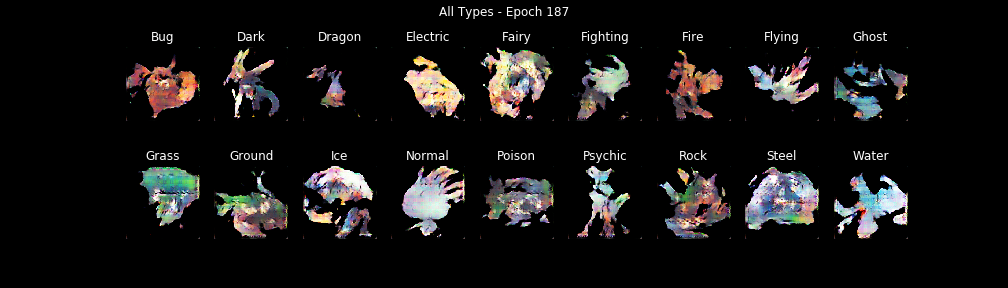 All Types - Epoch 187
Bug Dark Dragon Electric Fairy Fighting Fire Flying Ghost
Grass Ground Ice Normal Poison Psychic Rock Steel Water